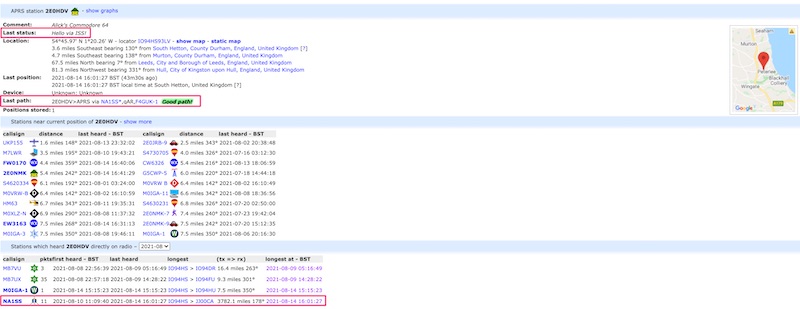 APRS station 2E0HDV - show graphs
Comment: Alick's Commodore 64
Last status: Hello via ISS!
Location: 54°45.97' N 1°20.26' W - locator IO94HS93LV - show map - static map
3.6 miles Southeast bearing 130° from South Hetton, County Durham, England, United Kingdom [?]
4.7 miles Southeast bearing 138° from Murton, County Durham, England, United Kingdom
67.5 miles North bearing 7° from Leeds, City and Borough of Leeds, England, United Kingdom
81.3 miles Northwest bearing 331° from Hull, City of Kingston upon Hull, England, United Kingdom
Last position: 2021-08-14 16:01:27 BST (43m30s ago)
2021-08-14 16:01:27 BST local time at South Hetton, United Kingdom [?]
Device: Unknown: Unknown
Last path: 2E0HDV>APRS via NA1SS*,qAR,F4GUK-1 Good path!
Positions stored: 1
Seaham
Murton
Peterlee
Blackhall Colliery
Wingate
Google
Stations near current position of 2E0HDV - show more
callsign distance last heard - BST callsign distance last heard - BST
UKP155 1.6 miles 148° 2021-08-13 23:32:02 2E0JRB-9 2.5 miles 343° 2021-08-02 20:38:48
M7LWR 3.5 miles 195° 2021-08-10 19:43:21 S4730705 4.0 miles 276° 2021-07-16 03:12:30
FW0170 4.4 miles 359° 2021-08-14 16:40:06 CW6326 5.4 miles 216° 2021-08-13 18:06:59
2E0NMK 5.4 miles 242° 2021-08-14 16:41:29 G5CWP-5 6.0 miles 220° 2021-07-18 14:44:18
S4620334 6.1 miles 192° 2021-08-01 03:24:00 M0VRW B 6.4 miles 242° 2021-08-02 16:10:49
M0VRW-B 6.4 miles 242° 2021-08-02 16:10:59 M0IGA-11 5.6 miles 346° 2021-08-08 18:36:56
HM63 6.7 miles 343° 2021-08-11 19:35:31 S4630231 6.8 miles 326° 2021-07-20 02:50:00
M0XLZ-N 6.9 miles 290° 2021-08-08 11:37:32 2E0NMK-7 7.4 miles 240° 2021-07-23 19:42:04
EW3163 7.5 miles 268° 2021-08-14 16:31:13 2E0NMK-9 7.5 miles 242° 2021-07-20 15:12:35
M0IGA-3 7.5 miles 350° 2021-08-08 19:46:11 M0IGA-1 7.5 miles 350° 2021-08-06 20:16:30
Stations which heard 2E0HDV directly on radio - 2021-08
callsign pkts first heard - BST last heard longest (tx => rx) longest at - BST
MB7VU 3 2021-08-08 22:56:39 2021-08-09 05:16:49 IO94HS > IO94DR 16.4 miles 263° 2021-08-09 05:16:49
MB7UX 35 2021-08-08 22:57:18 2021-08-09 14:28:22 IO94HS > IO94FU 9.3 miles 301° 2021-08-09 14:28:22
M0IGA-1 1 2021-08-14 15:15:23 2021-08-14 15:15:23 IO94HS > IO94HU 7.5 miles 350° 2021-08-14 15:15:23
NA1SS 11 2021-08-10 11:09:40 2021-08-14 16:01:27 IO94HS > JJ00CA 3782.1 miles 178° 2021-08-14 16:01:27